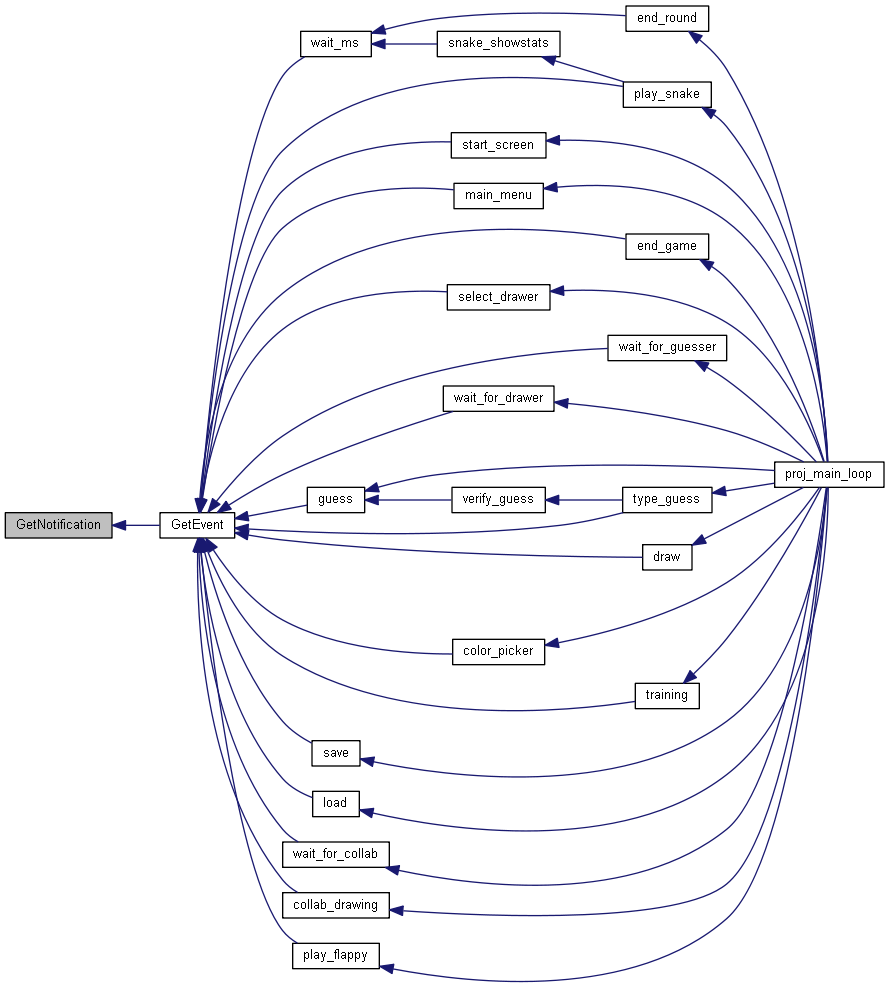 end_round
wait_ms
snake_showstats
play_snake
start_screen
main_menu
end_game
select_drawer
wait_for_guesser
wait_for_drawer
proj_main_loop
guess
verify_guess
type_guess
GetNotification
GetEvent
draw
color_picker
training
save
load
wait_for_collab
collab_drawing
play_flappy